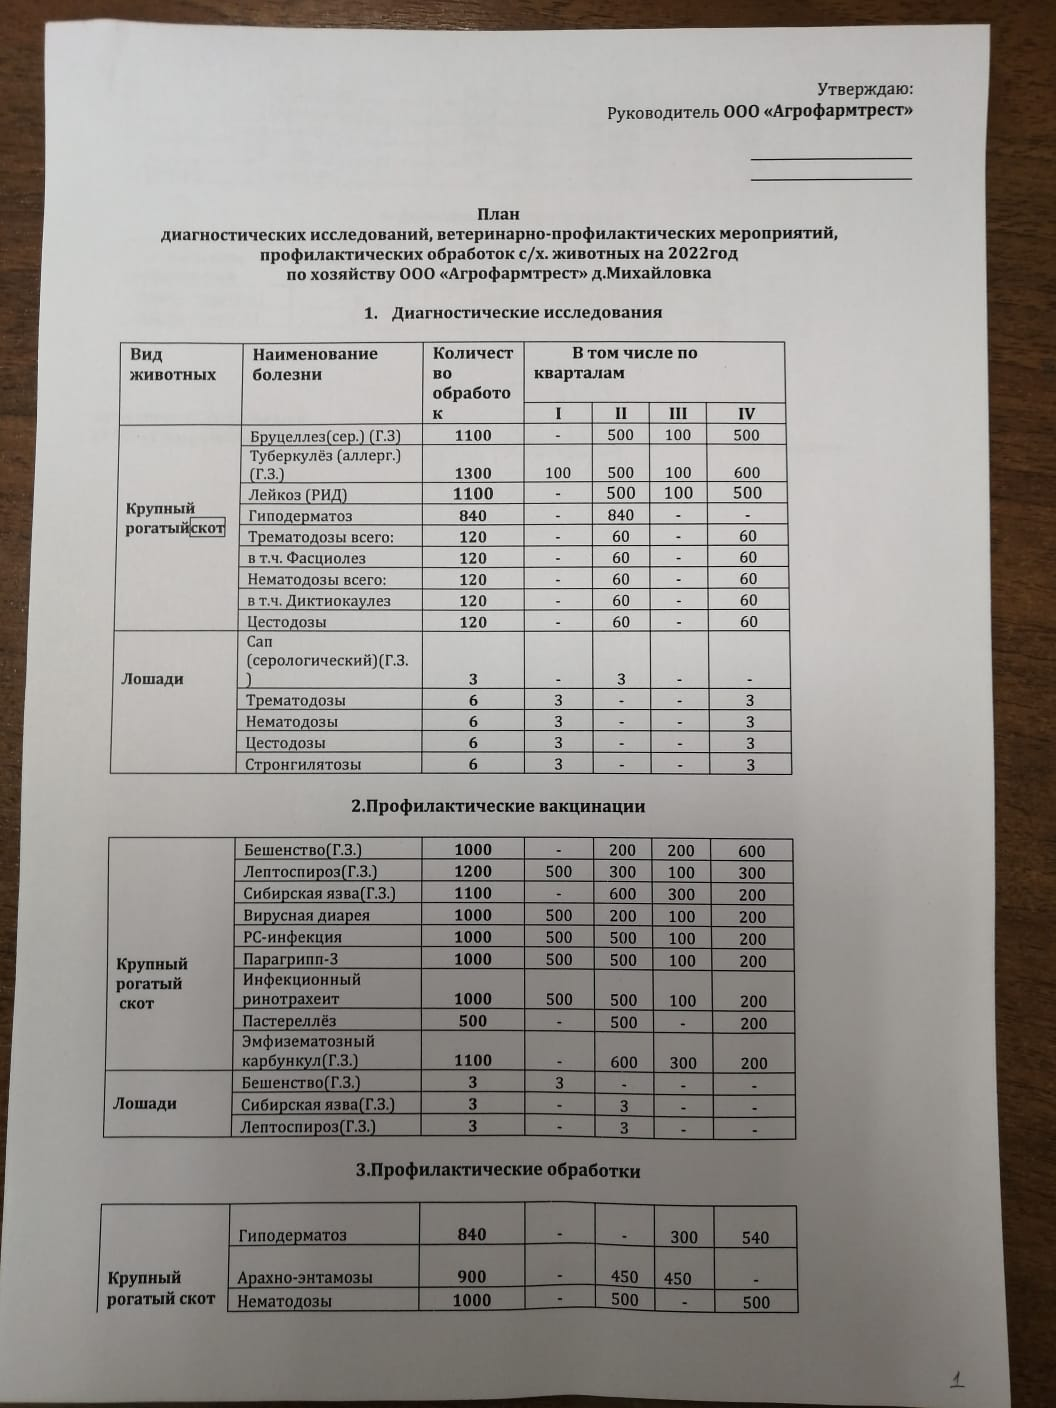 Утверждаю:
Руководитель ООО «Агрофармтрест»
План
диагностических исследований, ветеринарно-профилактических мероприятий,
профилактических обработок с/х. животных на 2022год
по хозяйству ООО «Агрофармтрест» д.Михайловка
1. Диагностические исследования
Вид животных Наименование болезни Количест во обработо к В том числе по кварталам
I II III IV
Крупный рогатыйскот
Бруцеллез(сер.) (Г.З) 1100 - 500 100 500
Туберкулёз (аллерг.)
(Г.З.) 1300 100 500 100 600
Лейкоз (РИД) 1100 - 500 100 500
Гиподерматоз 840 - 840 - -
Трематодозы всего: 120 - 60 - 60
в т.ч. Фасциолез 120 - 60 - 60
Нематодозы всего: 120 - 60 - 60
в т.ч. Диктиокаулез 120 - 60 - 60
Цестодозы 120 - 60 - 60
Лошади
Сап
(серологический)(Г.З.
) 3 - 3 - -
Трематодозы 6 3 - - 3
Нематодозы 6 3 - - 3
Цестодозы 6 3 - - 3
Стронгилятозы 6 3 - - 3
2.Профилактические вакцинации
Крупный рогатый скот
Бешенство(Г.З.) 1000 - 200 200 600
Лептоспироз(Г.З.) 1200 500 300 100 300
Сибирская язва(Г.З.) 1100 - 600 300 200
Вирусная диарея 1000 500 200 100 200
РС-инфекция 1000 500 500 100 200
Парагрипп-3 1000 500 500 100 200
Инфекционный
ринотрахеит 1000 500 500 100 200
Пастереллёз 500 - 500 - 200
Эмфизематозный
карбункул(Г.З.) 1100 - 600 300 200
Лошади
Бешенство(Г.З.) 3 3 - - -
Сибирская язва(Г.З.) 3 - 3 - -
Лептоспироз(Г.З.) 3 - 3 - -
3.Профилактические обработки
Крупный рогатый скот
Гиподерматоз 840 - - 300 540
Арахно-энтамозы 900 - 450 450 -
Нематодозы 1000 - 500 - 500
1